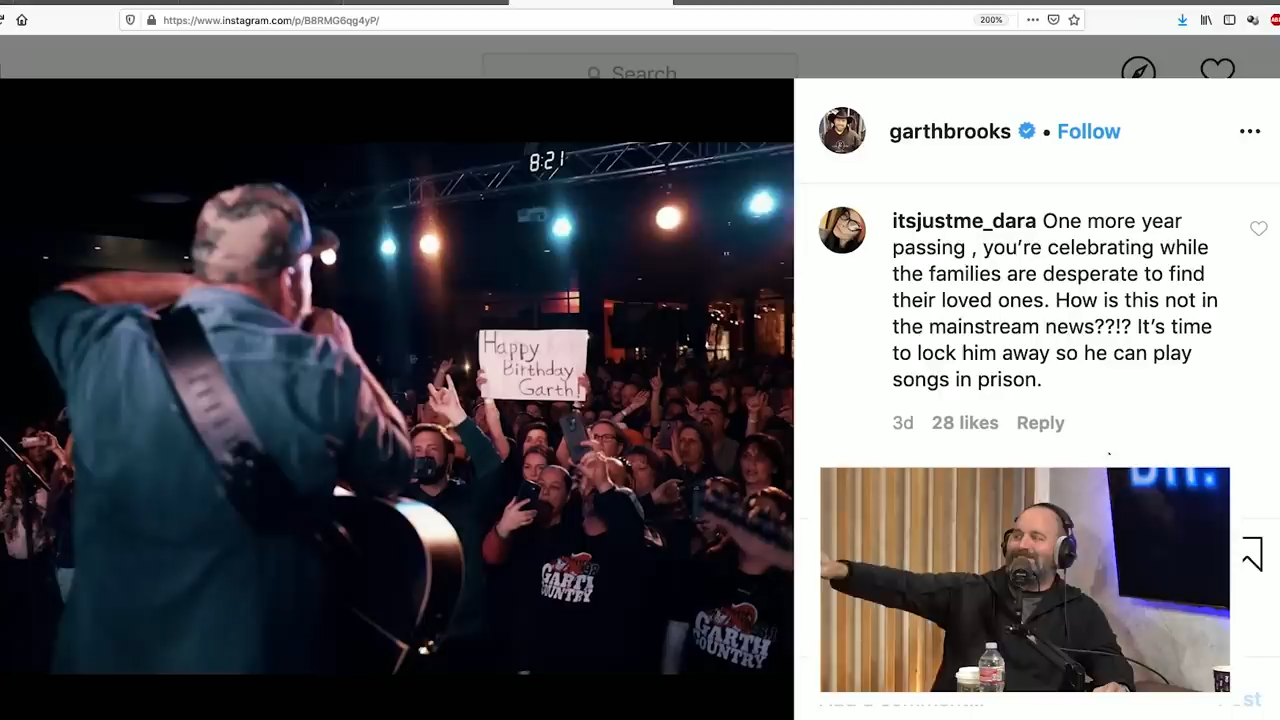 https://www.instagram.com/p/B8RMG6qg4yP/
200%
Search
garthbrooks • Follow
itsjustme_dara One more year
passing , you’re celebrating while
the families are desperate to find
their loved ones. How is this not in
the mainstream news??!? It’s time
to lock him away so he can play
songs in prison.
3d 28 likes Reply
8:21
Happy
Birthday
Garth!
GARTH
COUNTRY
GARTH
COUNTRY